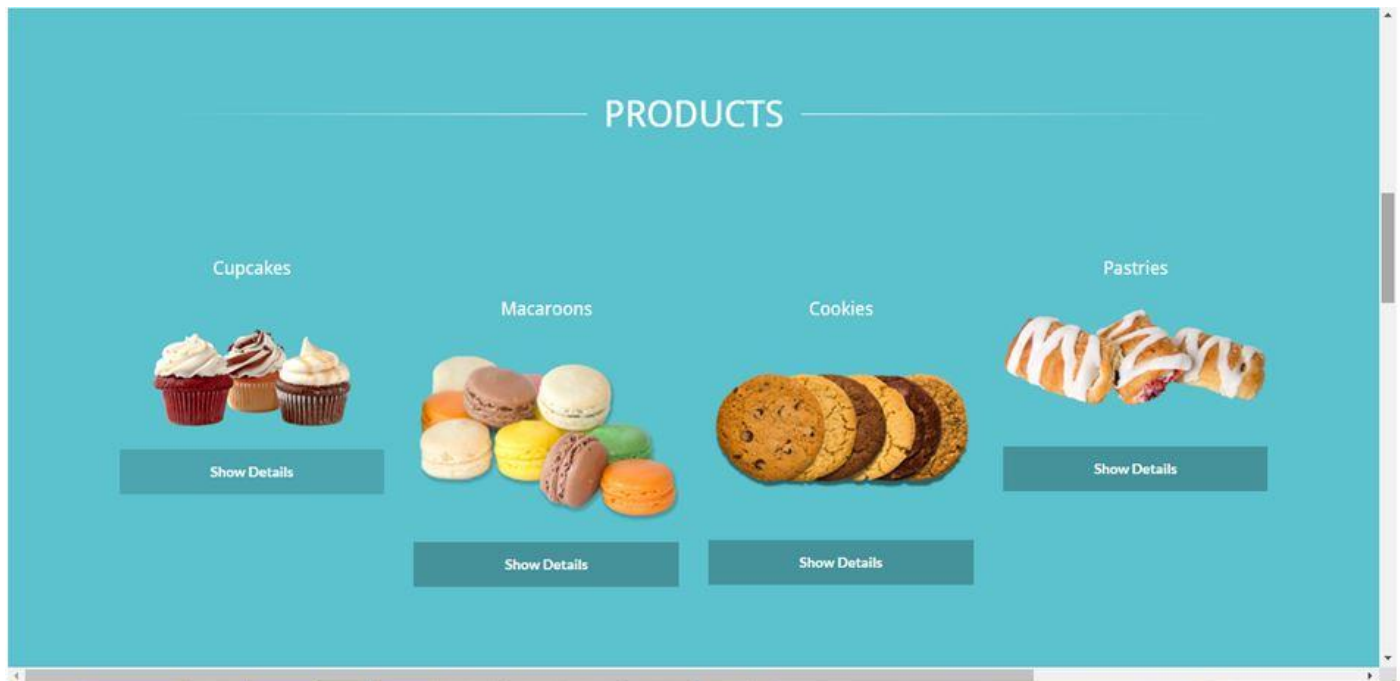 PRODUCTS
Cupcakes
Show Details
Macaroons
Show Details
Cookies
Show Details
Pastries
Show Details